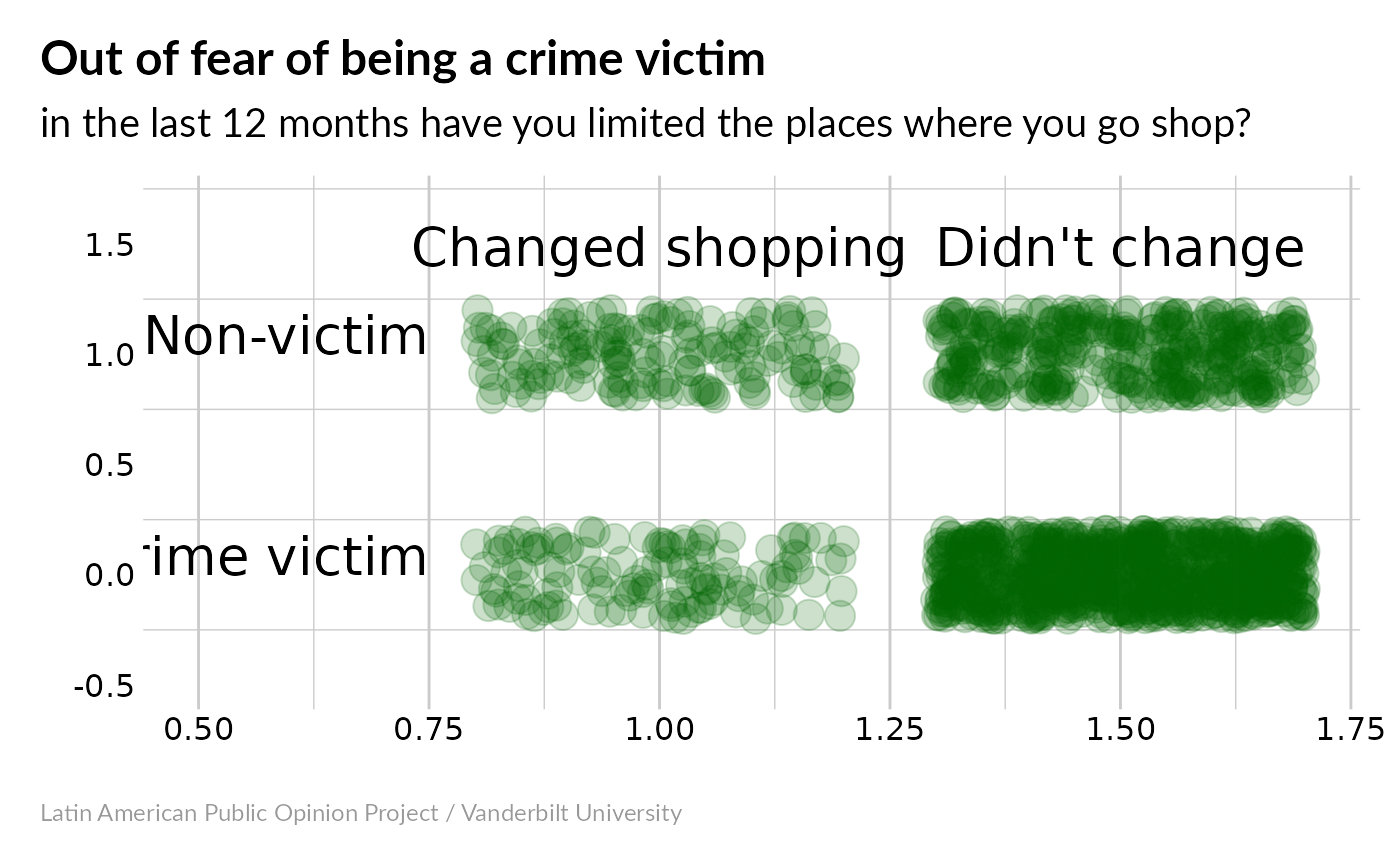 Out of fear of being a crime victim
in the last 12 months have you limited the places where you go shop?
1.5
Changed shopping Didn't change
Non-victim
1.0
0.5
rime victim
0.0
-0.5
0.50 0.75 1.00 1.25 1.50 1.75
Latin American Public Opinion Project / Vanderbilt University